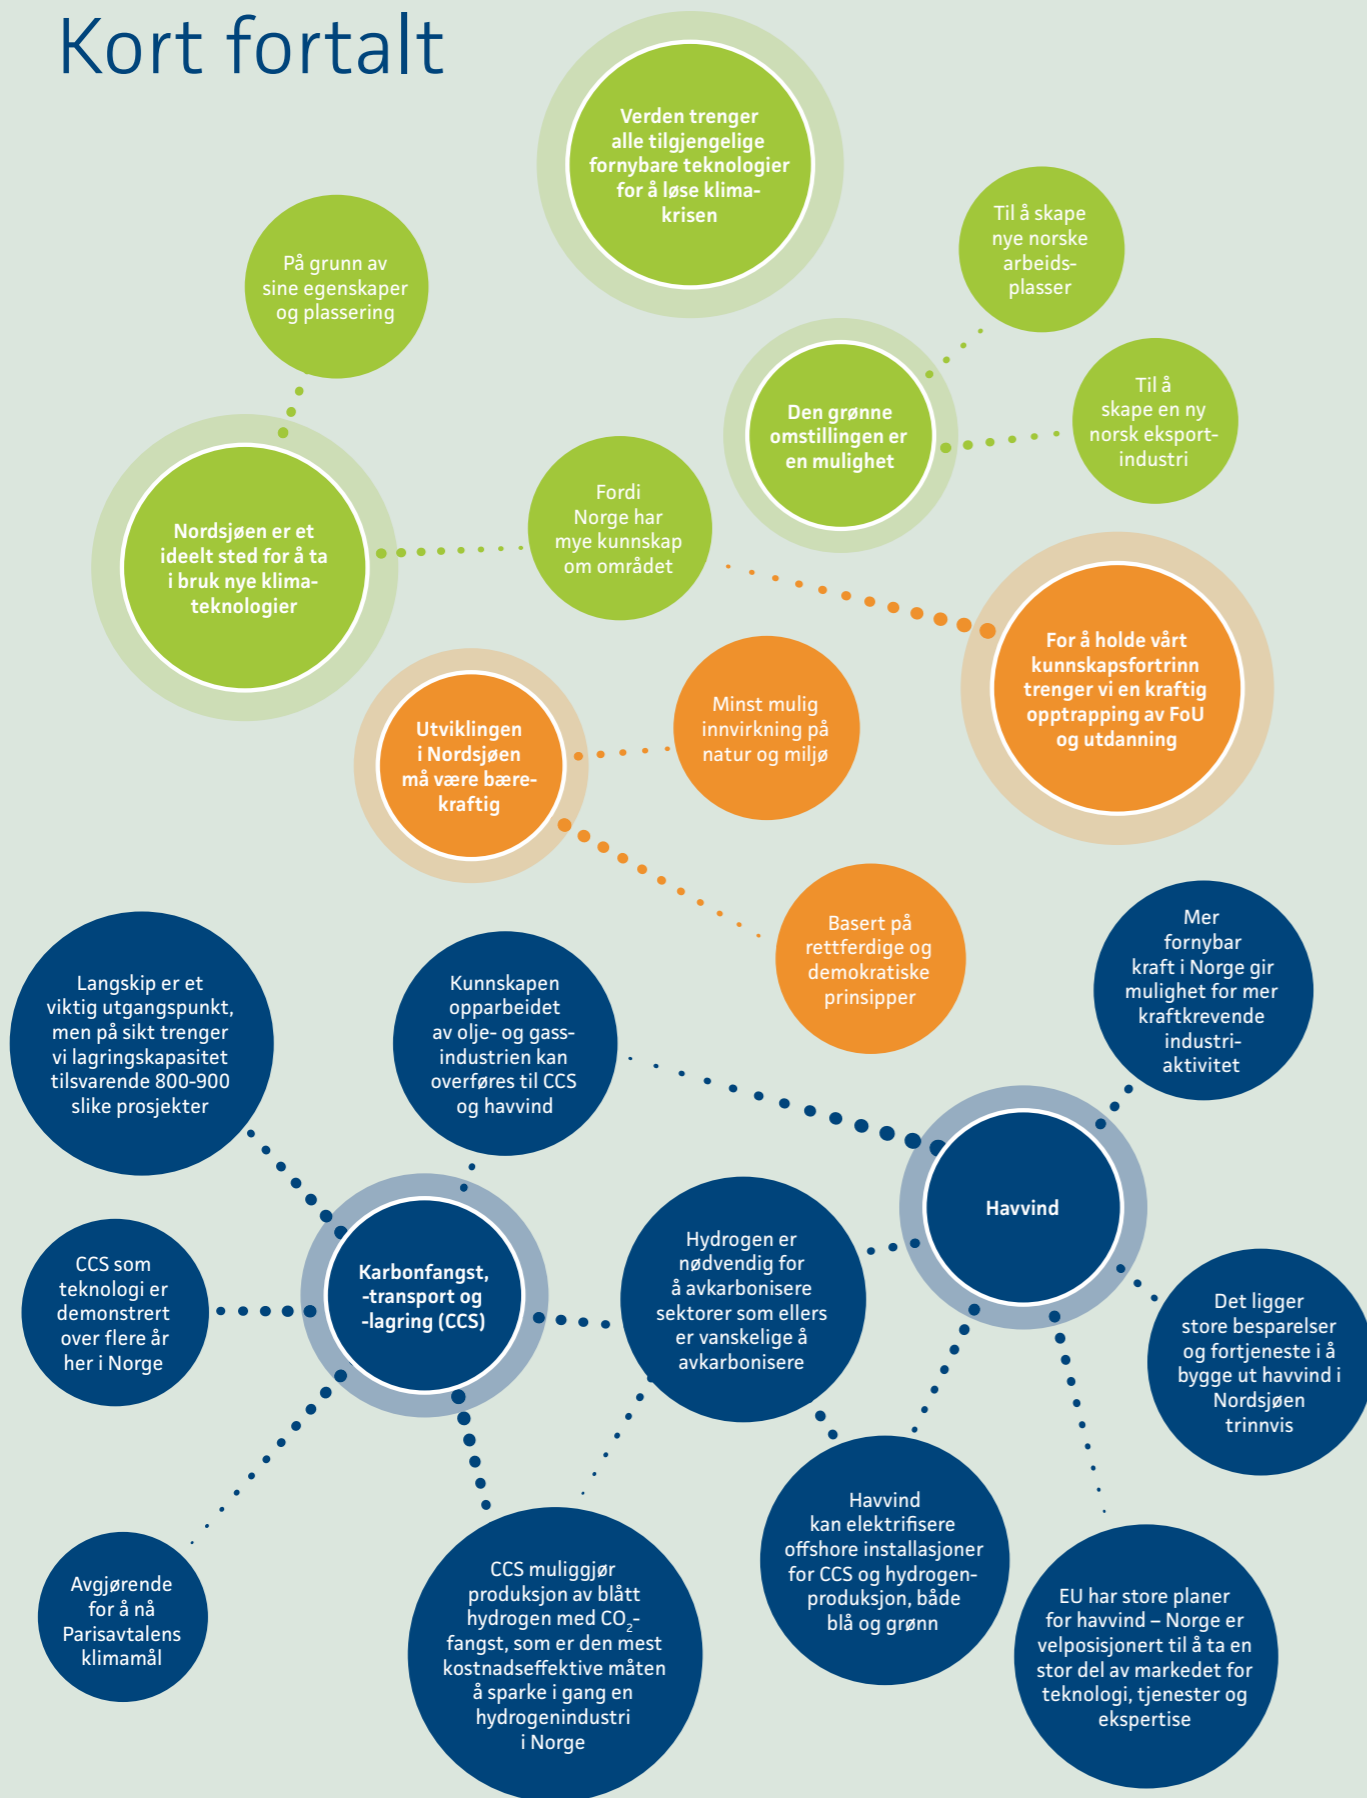 Kort fortalt
Verden trenger
alle tilgjengelige
fornybare teknologier
for å løse klima-
krisen
Til å skape
nye norske
arbeids-
plasser
På grunn av
sine egenskaper
og plassering
Til å
skape en ny
norsk eksport-
industri
Den grønne
omstillingen er
en mulighet
Fordi
Norge har
mye kunnskap
om området
Nordsjøen er et
ideelt sted for å ta
i bruk nye klima-
teknologier
For å holde vårt
kunnskapsfortrinn
trenger vi en kraftig
opptrapping av FoU
og utdanning
Minst mulig
innvirkning på
natur og miljø
Utviklingen
i Nordsjøen
må være bære-
kraftig
Basert på
rettferdige og
demokratiske
prinsipper
Mer
fornybar
kraft i Norge gir
mulighet for mer
kraftkrevende
industri-
aktivitet
Langskip er et
viktig utgangspunkt,
men på sikt trenger
vi lagringskapasitet
tilsvarende 800-900
slike prosjekter
Kunnskapen
opparbeidet
av olje- og gass-
industrien kan
overføres til CCS
og havvind
Havvind
Hydrogen er
nødvendig for
å avkarbonisere
sektorer som ellers
er vanskelige å
avkarbonisere
Karbonfangst,
-transport og
-lagring (CCS)
CCS som
teknologi er
demonstrert
over flere år
her i Norge
Det ligger
store besparelser
og fortjeneste i å
bygge ut havvind i
Nordsjøen
trinnvis
Havvind
kan elektrifisere
offshore installasjoner
for CCS og hydrogen-
produksjon, både
blå og grønn
Avgjørende
for å nå
Parisavtalens
klimamål
CCS muliggjør
produksjon av blått
hydrogen med CO₂-
fangst, som er den mest
kostnadseffektive måten
å sparke i gang en
hydrogenindustri
i Norge
EU har store planer
for havvind – Norge er
velposisjonert til å ta en
stor del av markedet for
teknologi, tjenester og
ekspertise